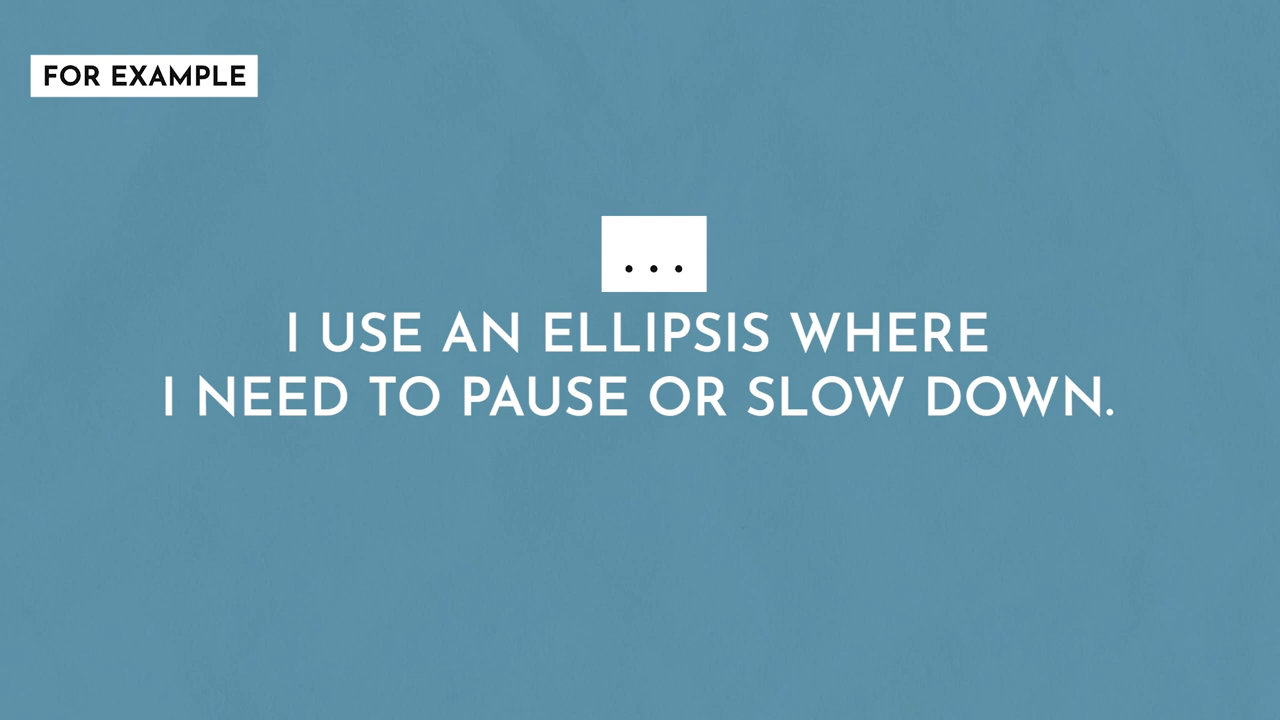 FOR EXAMPLE
...
I USE AN ELLIPSIS WHERE
I NEED TO PAUSE OR SLOW DOWN.